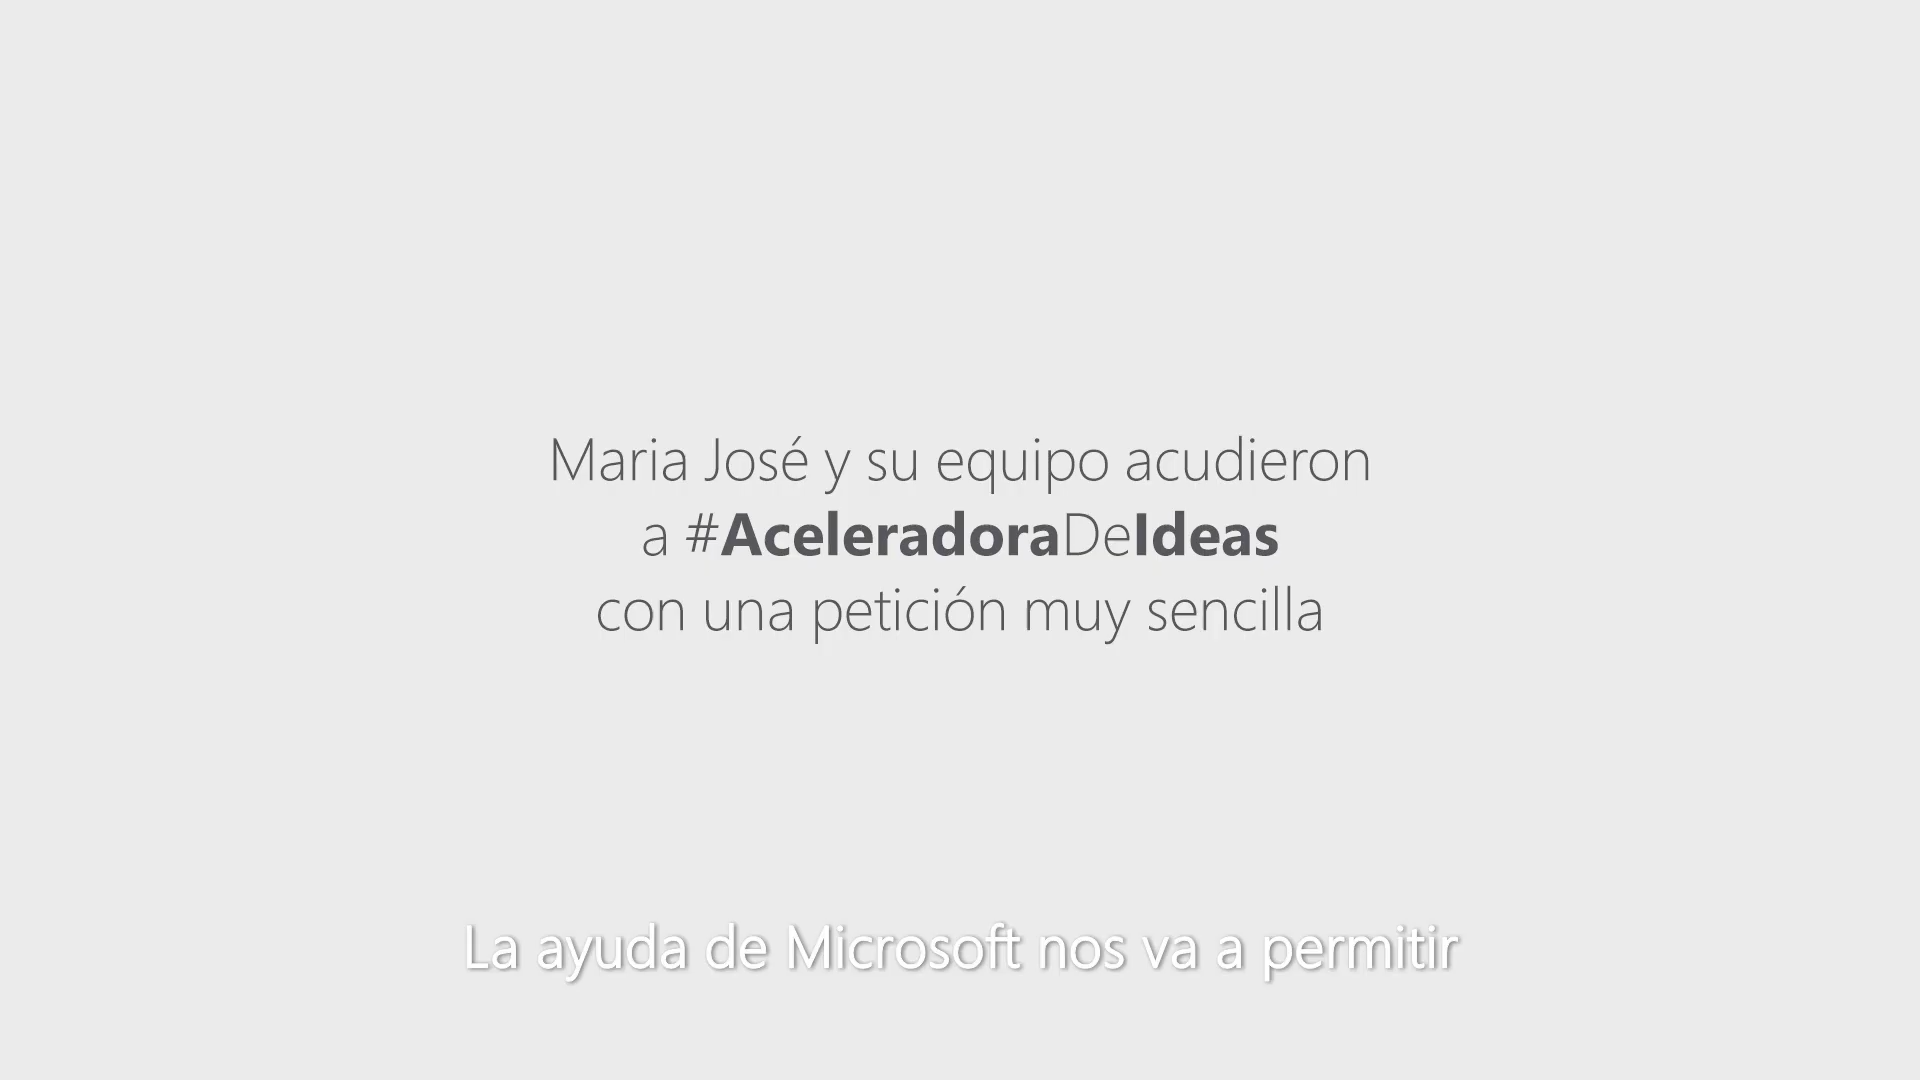 Maria José y su equipo acudieron
a #AceleradoraDeIdeas
con una petición muy sencilla
La ayuda de Microsoft nos va a permitir